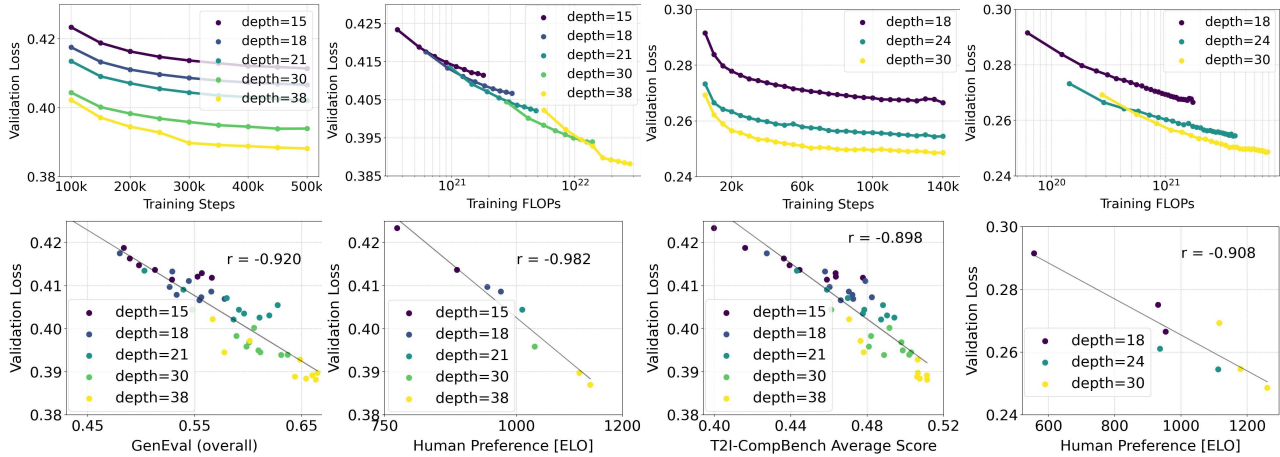 0.42
0.40
0.38
Validation Loss
100k
200k
300k
400k
500k
Training Steps
depth=15
depth=18
depth=21
depth=30
depth=38
0.425
0.415
0.405
0.395
0.385
Validation Loss
10²¹
10²²
Training FLOPs
depth=15
depth=18
depth=21
depth=30
depth=38
0.30
0.28
0.26
0.24
Validation Loss
20k
60k
100k
140k
Training Steps
depth=18
depth=24
depth=30
0.30
0.28
0.26
0.24
Validation Loss
10²⁰
10²¹
Training FLOPs
depth=18
depth=24
depth=30
0.42
0.41
0.40
0.39
0.38
Validation Loss
r = -0.920
depth=15
depth=18
depth=21
depth=30
depth=38
0.45
0.55
0.65
GenEval (overall)
0.42
0.41
0.40
0.39
0.38
Validation Loss
r = -0.982
depth=15
depth=18
depth=21
depth=30
depth=38
750
1000
1200
Human Preference [ELO]
0.42
0.41
0.40
0.39
0.38
Validation Loss
r = -0.898
depth=15
depth=18
depth=21
depth=30
depth=38
0.40
0.44
0.48
0.52
T2I-CompBench Average Score
0.30
0.28
0.26
0.24
Validation Loss
r = -0.908
depth=18
depth=24
depth=30
600
800
1000
1200
Human Preference [ELO]